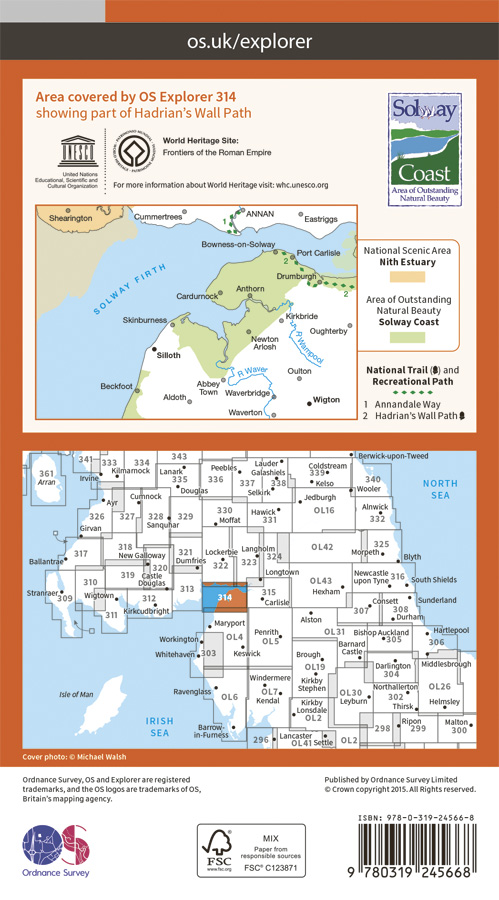 os.uk/explorer
Area covered by OS Explorer 314
showing part of Hadrian's Wall Path
UNESCO
United Nations
Educational, Scientific and
Cultural Organization
World Heritage Site:
Frontiers of the Roman Empire
For more information about World Heritage visit: whc.unesco.org
Solway
Coast
Area of Outstanding
Natural Beauty
Shearington
Cummertrees
1
ANNAN
Eastriggs
Bowness-on-Solway
2
Port Carlisle
Drumburgh
2
SOLWAY FIRTH
Cardurnock
Anthorn
Skinburness
Kirkbride
R Wampool
Oughterby
Newton
Arlosh
Silloth
R Waver
Oulton
Beckfoot
Abbey
Town
Aldoth
Waverbridge
Wigton
Waverton
National Scenic Area
Nith Estuary
Area of Outstanding
Natural Beauty
Solway Coast
National Trail () and
Recreational Path
1 Annandale Way
2 Hadrian's Wall Path
361
Arran
341
333
334
343
Irvine
Kilmarnock
Lanark
335
Peebles
336
Lauder
Galashiels
337
338
Selkirk
Coldstream
339
Kelso
Berwick-upon-Tweed
340
Wooler
NORTH
SEA
Ayr
Cumnock
Douglas
Jedburgh
Alnwick
332
326
327
328
Sanquhar
329
330
Moffat
Hawick
331
OL16
Girvan
317
318
New Galloway
321
Dumfries
Lockerbie
322
Langholm
323
324
OL42
325
Morpeth
Blyth
Ballantrae
319
320
Castle
Douglas
Longtown
Newcastle
upon Tyne
316
South Shields
Stranraer
309
310
Wigtown
312
Kirkcudbright
313
314
315
Carlisle
OL43
Hexham
Consett
307
308
Sunderland
Durham
311
Maryport
Alston
Workington
OL4
Penrith
OL5
OL31
Bishop Auckland
305
Hartlepool
306
Whitehaven
303
Keswick
Brough
OL19
Barnard
Castle
Darlington
304
Middlesbrough
Isle of Man
Ravenglass
OL6
Windermere
OL7
Kendal
Kirkby
Stephen
OL30
Leyburn
Northallerton
302
OL26
Helmsley
Kirkby
Lonsdale
OL2
Thirsk
IRISH
SEA
Barrow-
in-Furness
296
Lancaster
OL41
Settle
OL2
298
Ripon
299
Malton
300
Cover photo: © Michael Walsh
Ordnance Survey, OS and Explorer are registered
trademarks, and the OS logos are trademarks of OS,
Britain's mapping agency.
Published by Ordnance Survey Limited
© Crown copyright 2015. All Rights reserved.
OS
Ordnance Survey
FSC
www.fsc.org
MIX
Paper from
responsible sources
FSC® C123871
ISBN: 978-0-319-24566-8
9 780319 245668